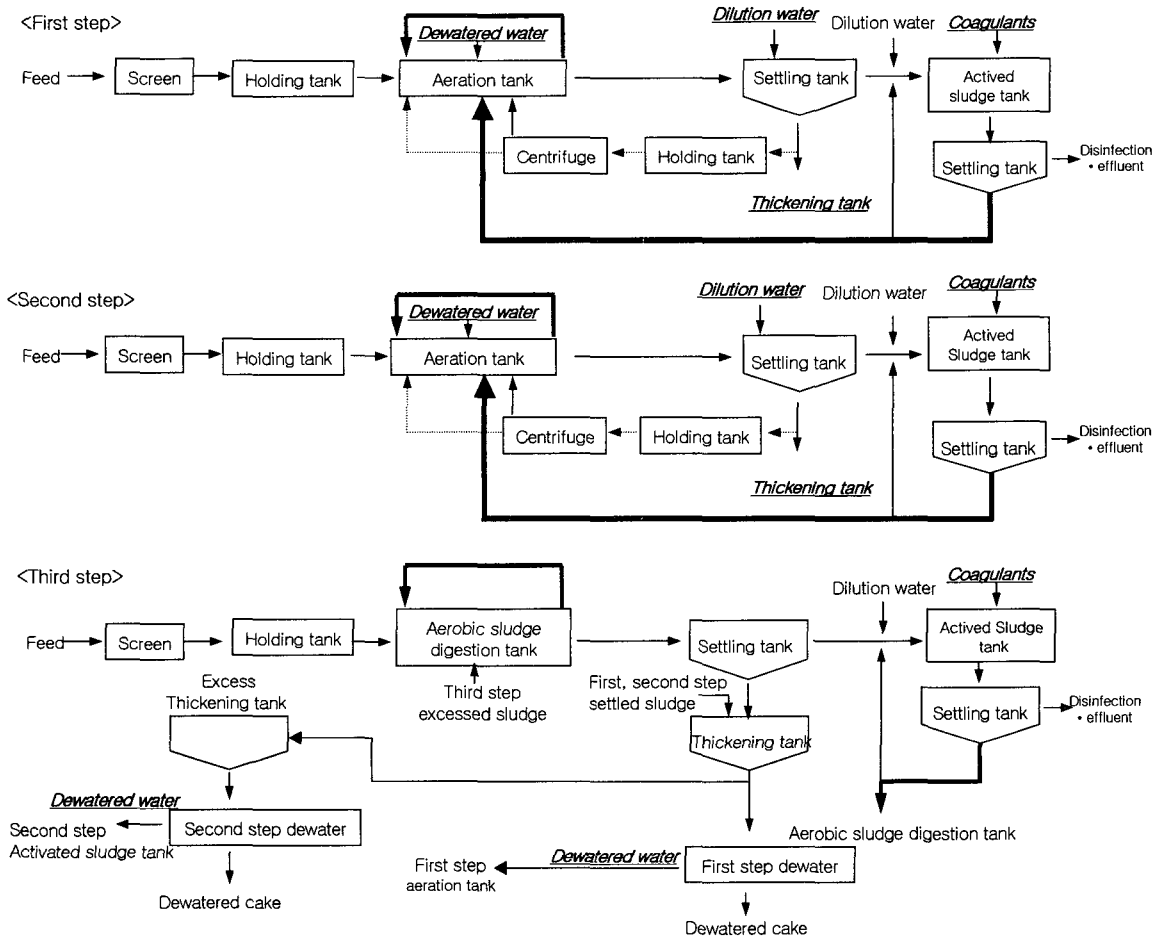 <First step>
Dewatered water
Dilution water
Dilution water
Coagulants
Feed
Screen
Holding tank
Aeration tank
Settling tank
Actived
sludge tank
Centrifuge
Holding tank
Settling tank
Disinfection
• effluent
Thickening tank
<Second step>
Dewatered water
Dilution water
Dilution water
Coagulants
Feed
Screen
Holding tank
Aeration tank
Settling tank
Actived
Sludge tank
Centrifuge
Holding tank
Settling tank
Disinfection
• effluent
Thickening tank
<Third step>
Dilution water
Coagulants
Feed
Screen
Holding tank
Aerobic sludge
digestion tank
Settling tank
Actived Sludge
tank
Excess
Thickening tank
Third step
excessed sludge
First, second step
settled sludge
Thickening tank
Settling tank
Disinfection
• effluent
Dewatered water
Second step
Activated sludge tank
Second step dewater
Aerobic sludge digestion tank
First step
aeration tank
Dewatered water
First step dewater
Dewatered cake
Dewatered cake